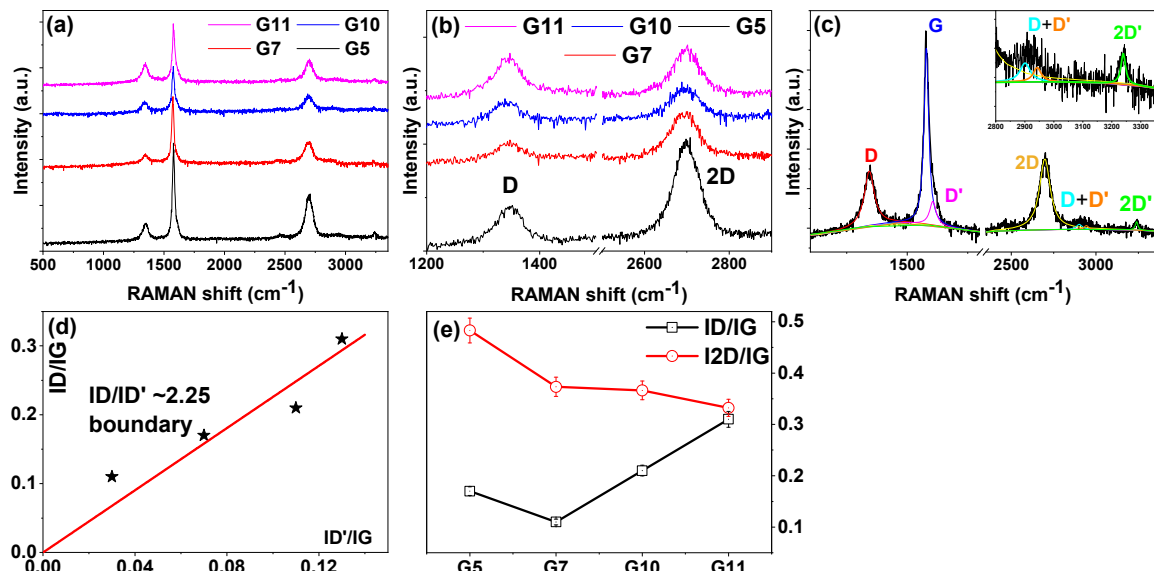 (a)
G11 G10
G7 G5
Intensity (a.u.)
500 1000 1500 2000 2500 3000
RAMAN shift (cm-1)
(b)
G11 G10 G5
G7
Intensity (a.u.)
D
2D
1200 1400 2600 2800
RAMAN shift (cm-1)
(c)
G
D+D'
2D'
2800 2900 3000 3100 3200 3300
Intensity (a.u.)
D
D'
2D
D+D'
2D'
1500 2500 3000
RAMAN shift (cm-1)
(d)
ID/IG
0.3
0.2
0.1
0.0
ID/ID' ~2.25
boundary
ID'/IG
0.00 0.04 0.08 0.12
(e)
ID/IG
I2D/IG
0.5
0.4
0.3
0.2
0.1
G5 G7 G10 G11